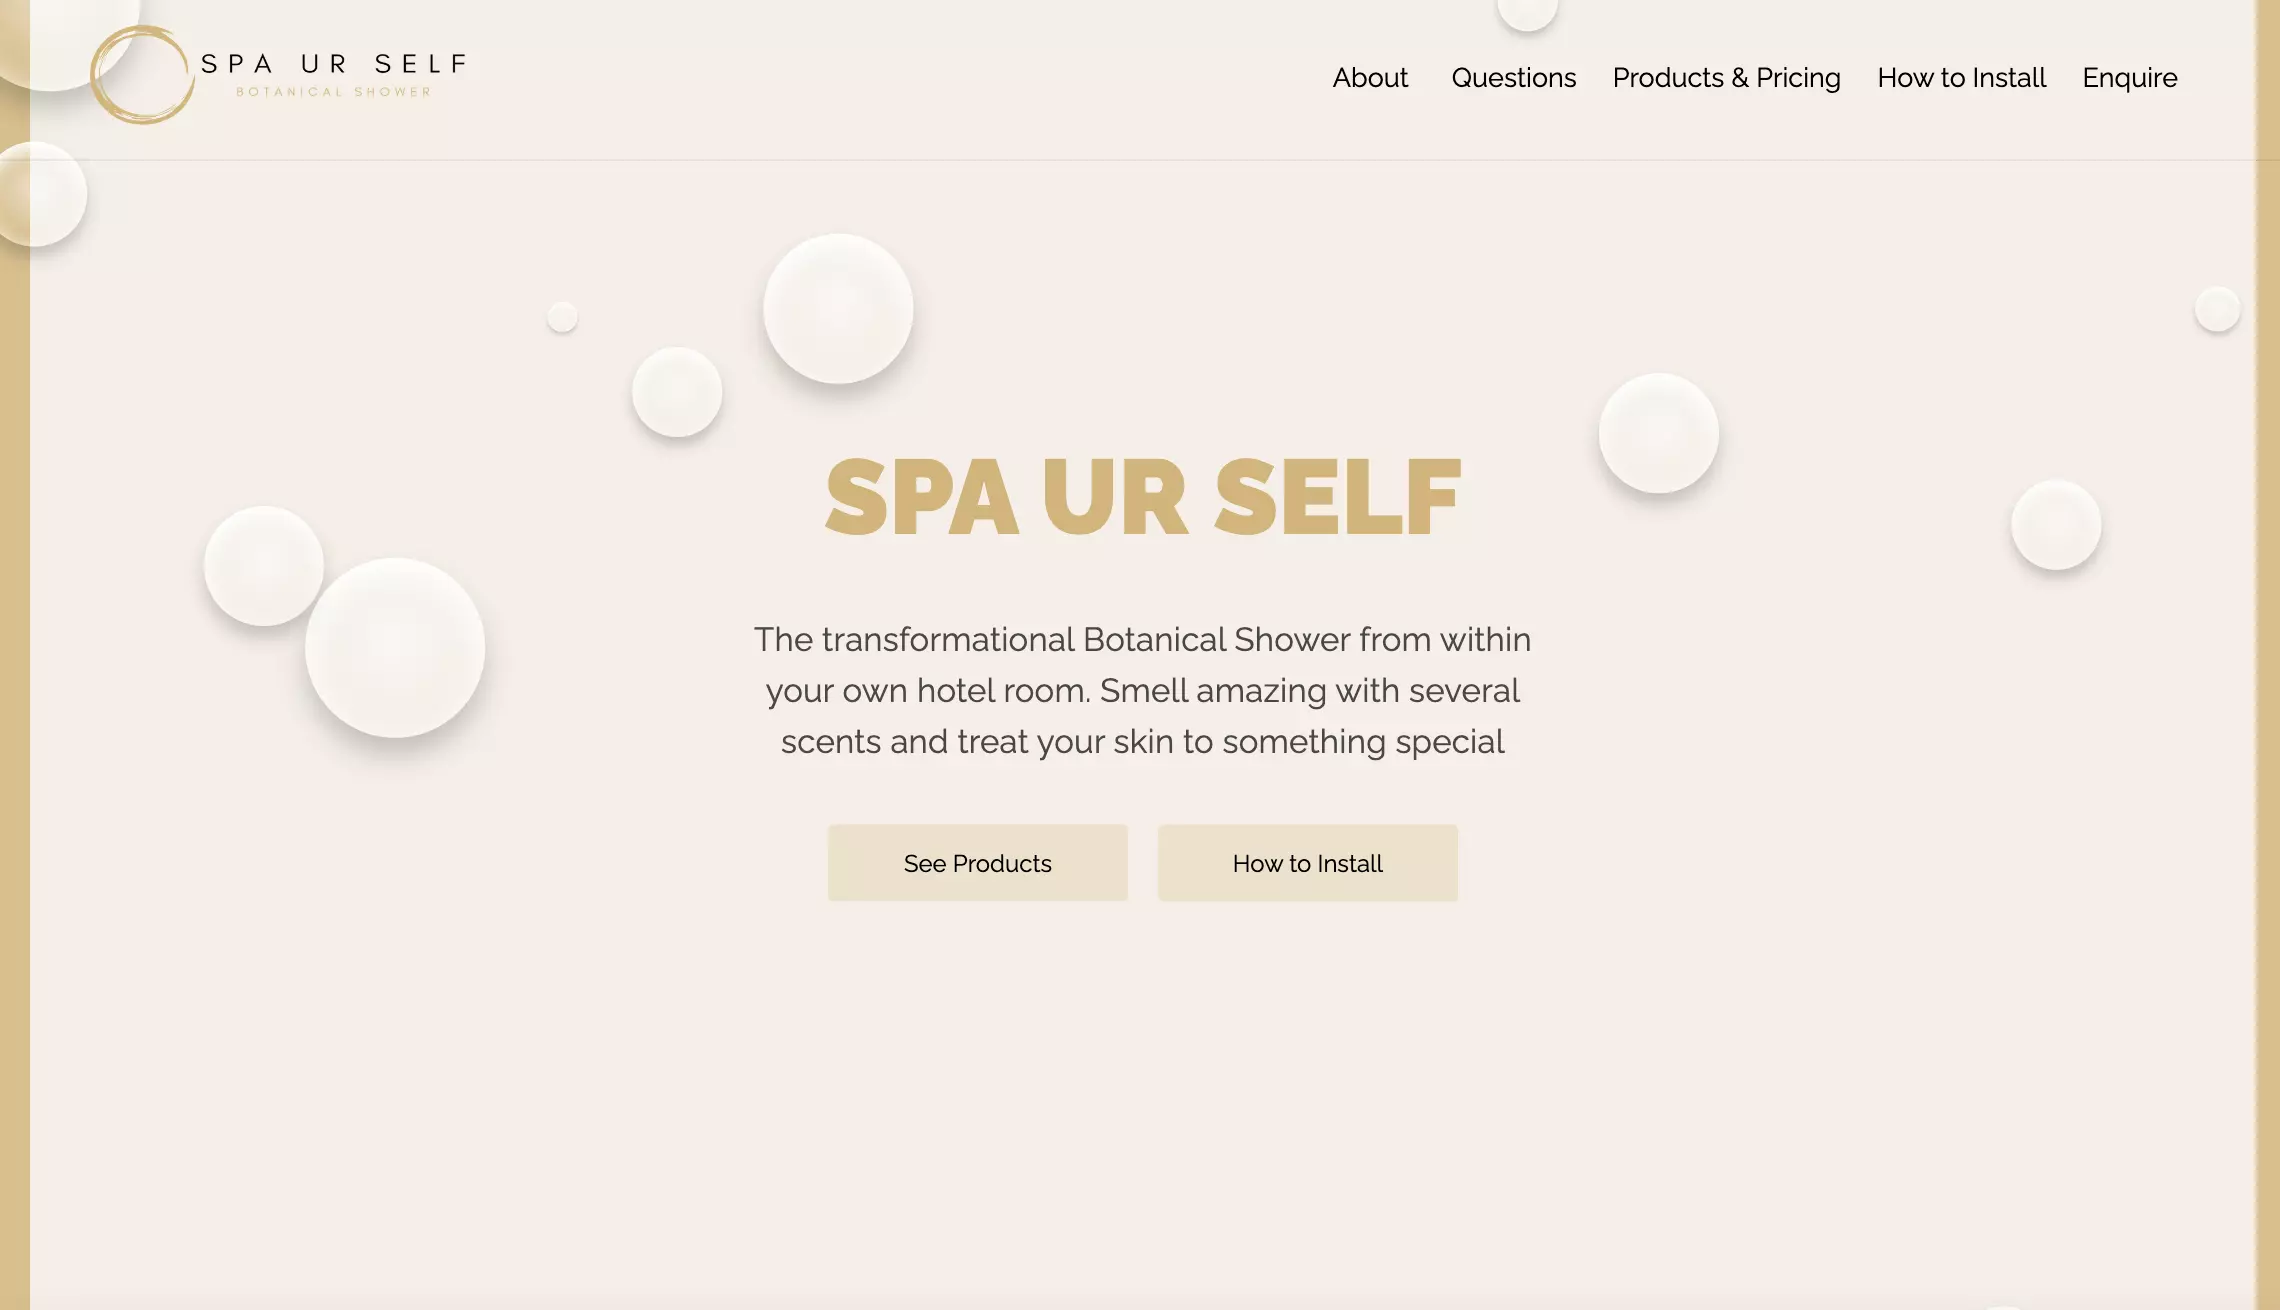 SPA UR SELF
BOTANICAL SHOWER
About Questions Products & Pricing How to Install Enquire
SPA UR SELF
The transformational Botanical Shower from within
your own hotel room. Smell amazing with several
scents and treat your skin to something special
See Products How to Install